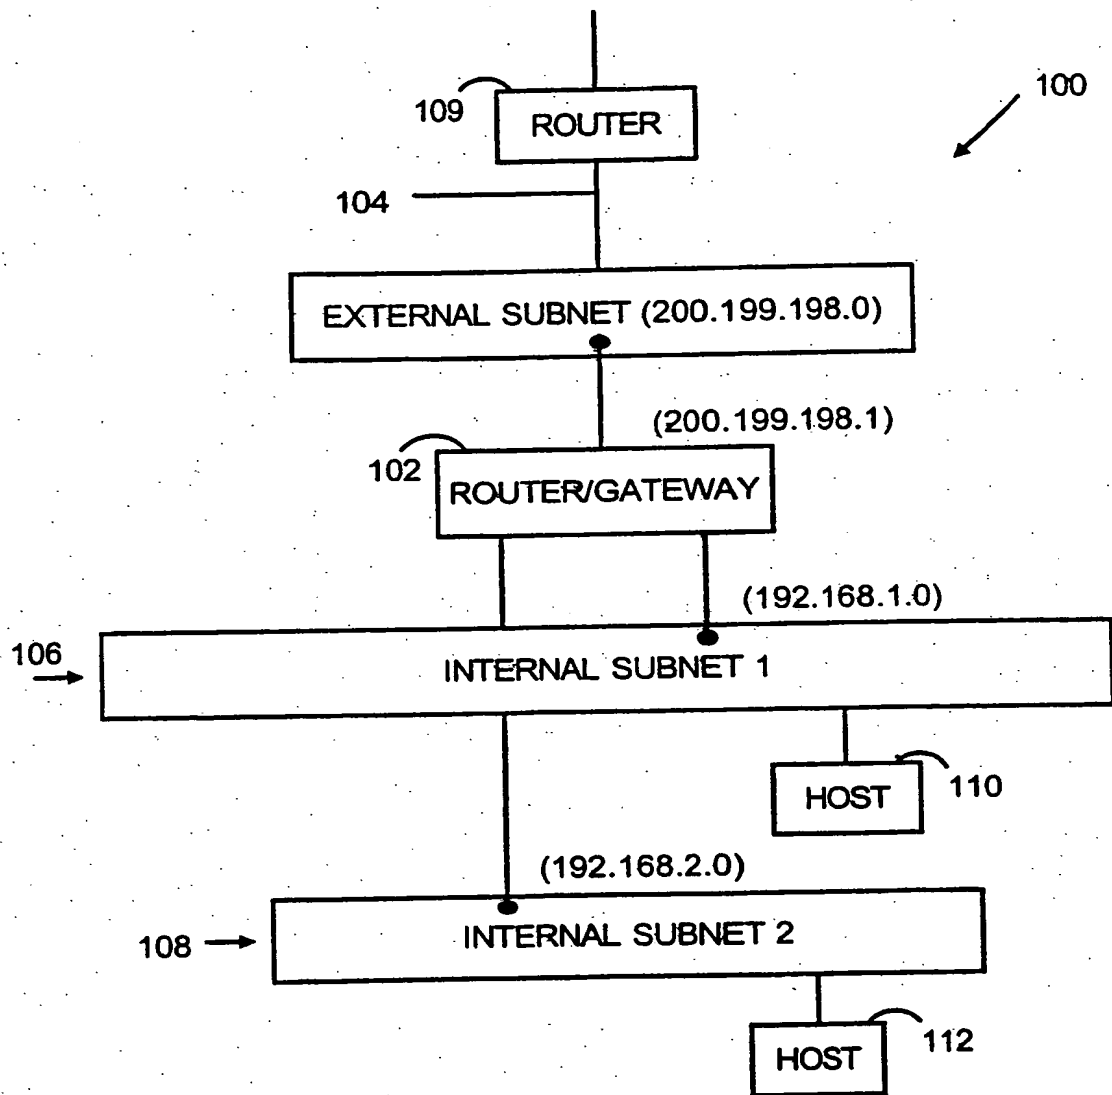 100
109
ROUTER
104
EXTERNAL SUBNET (200.199.198.0)
(200.199.198.1)
102
ROUTER/GATEWAY
(192.168.1.0)
106
INTERNAL SUBNET 1
HOST
110
(192.168.2.0)
108
INTERNAL SUBNET 2
HOST
112